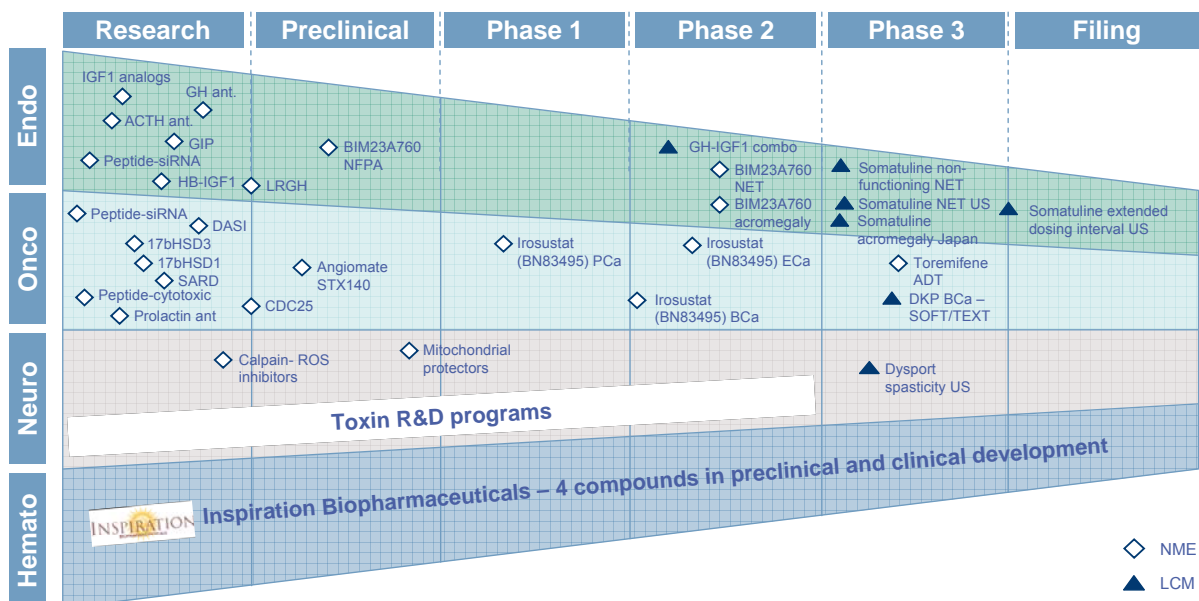 Research
Preclinical
Phase 1
Phase 2
Phase 3
Filing
Endo
IGF1 analogs
GH ant.
ACTH ant.
GIP
Peptide-siRNA
HB-IGF1
LRGH
BIM23A760
NFPA
GH-IGF1 combo
BIM23A760
NET
BIM23A760
acromegaly
Somatuline non-
functioning NET
Somatuline NET US
Somatuline
acromegaly Japan
Somatuline extended
dosing interval US
Onco
Peptide-siRNA
DASI
17bHSD3
17bHSD1
SARD
Peptide-cytotoxic
Prolactin ant
CDC25
Angiomate
STX140
Irosustat
(BN83495) PCa
Irosustat
(BN83495) ECa
Irosustat
(BN83495) BCa
Toremifene
ADT
DKP BCa –
SOFT/TEXT
Neuro
Calpain- ROS
inhibitors
Mitochondrial
protectors
Dysport
spasticity US
Toxin R&D programs
Hemato
INSPIRATION
Inspiration Biopharmaceuticals – 4 compounds in preclinical and clinical development
NME
LCM